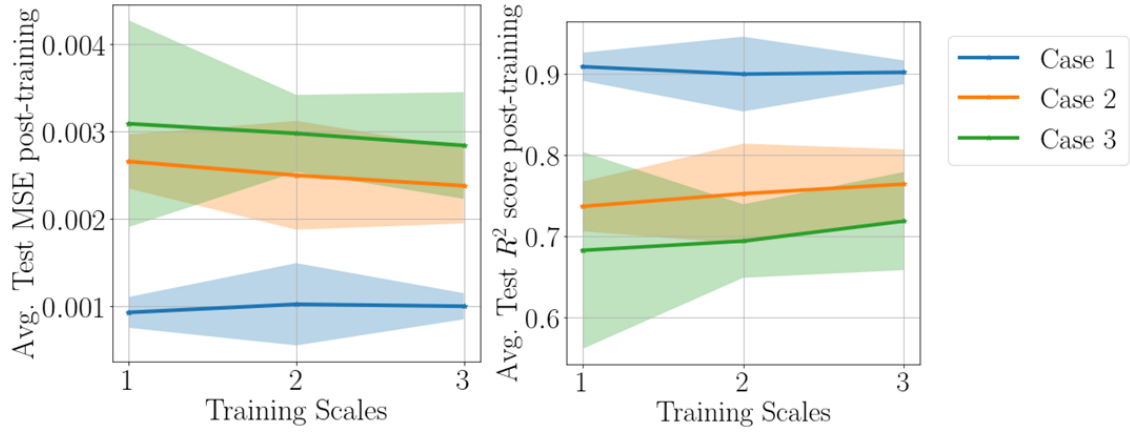 Avg. Test MSE post-training
0.004
0.003
0.002
0.001
1 2 3
Training Scales
Avg. Test R² score post-training
0.9
0.8
0.7
0.6
1 2 3
Training Scales
Case 1
Case 2
Case 3